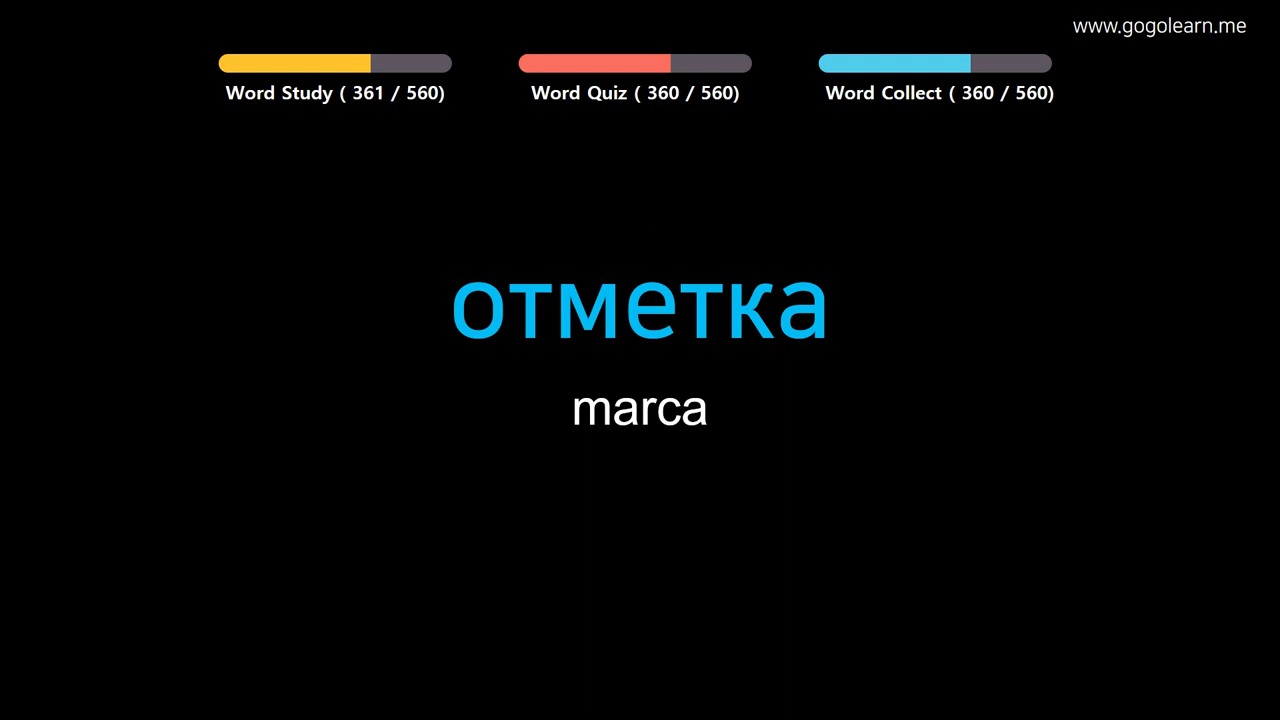 www.gogolearn.me
Word Study ( 361 / 560)
Word Quiz ( 360 / 560)
Word Collect ( 360 / 560)
отметка
marca